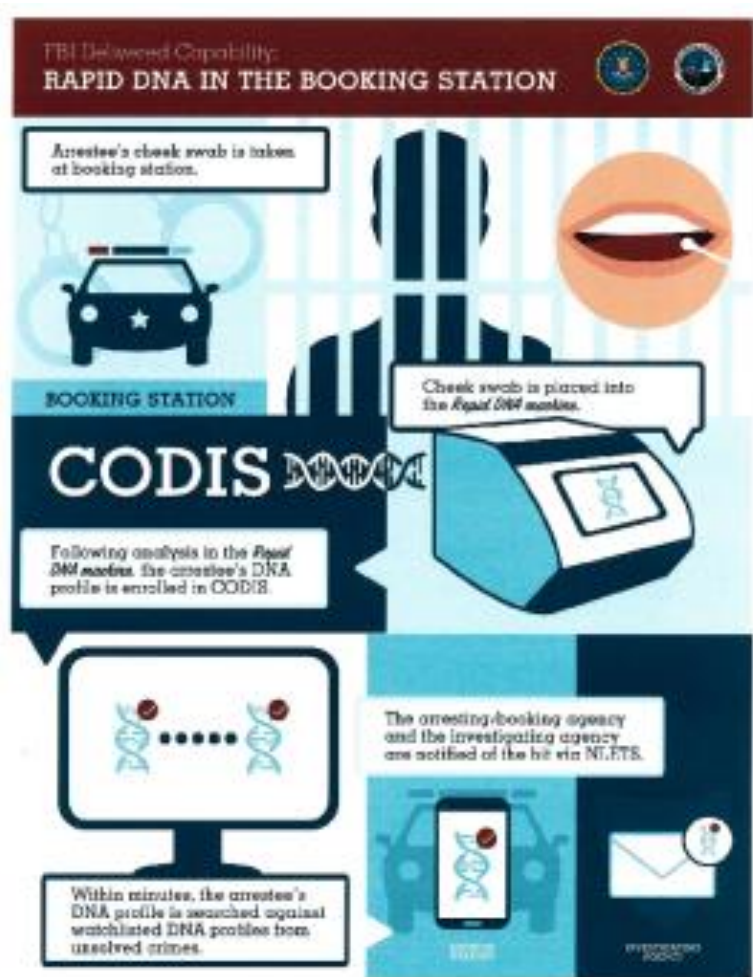 FBI Delivered Capability:
RAPID DNA IN THE BOOKING STATION
Arrestee's cheek swab is taken
at booking station.
BOOKING STATION
Cheek swab is placed into
the Rapid DNA machine.
CODIS
Following analysis in the Rapid
DNA machine, the arrestee's DNA
profile is enrolled in CODIS.
The arresting/booking agency
and the investigating agency
are notified of the hit via NLETS.
Within minutes, the arrestee's
DNA profile is searched against
watchlisted DNA profiles from
unsolved crimes.
INVESTIGATING
AGENCY